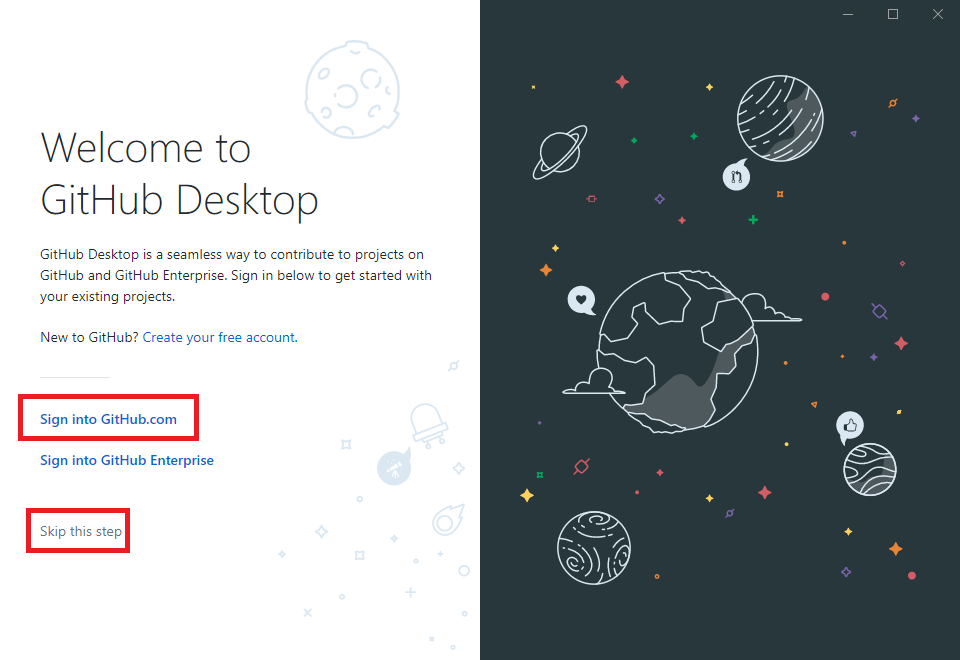 Welcome to
GitHub Desktop
GitHub Desktop is a seamless way to contribute to projects on
GitHub and GitHub Enterprise. Sign in below to get started with
your existing projects.
New to GitHub? Create your free account.
Sign into GitHub.com
Sign into GitHub Enterprise
Skip this step